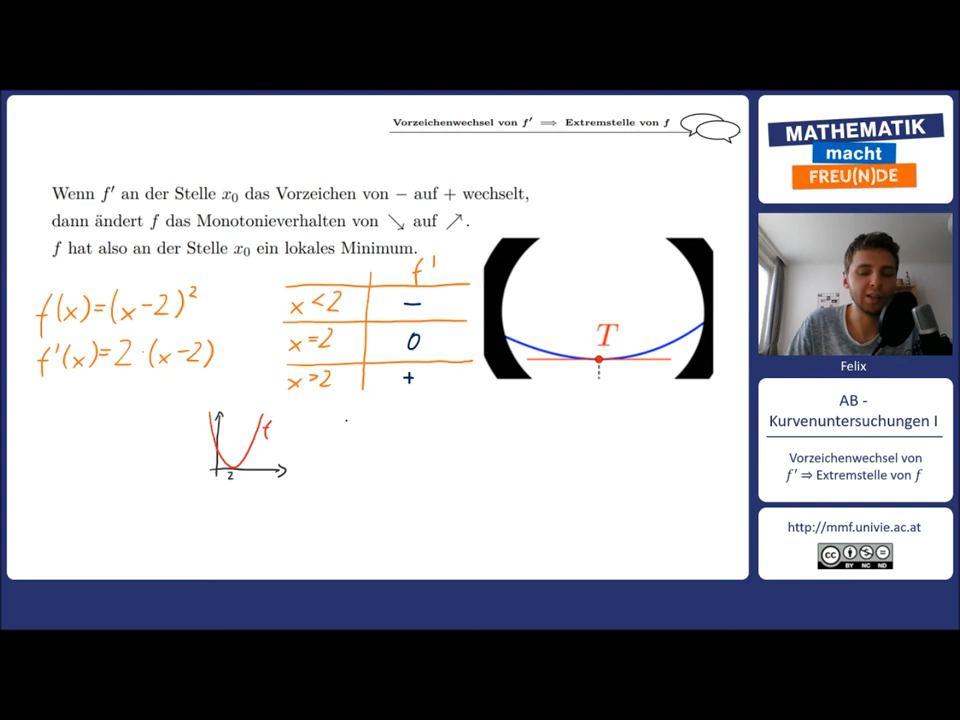 Vorzeichenwechsel von f′ ⟹ Extremstelle von f
Wenn f′ an der Stelle x₀ das Vorzeichen von − auf + wechselt,
dann ändert f das Monotonieverhalten von ↘ auf ↗.
f hat also an der Stelle x₀ ein lokales Minimum.
f(x)=(x−2)²
f'(x)=2·(x−2)
f'
x<2 −
x=2 0
x>2 +
T
f
2
MATHEMATIK
macht
FREU(N)DE
Felix
AB -
Kurvenuntersuchungen I
Vorzeichenwechsel von
f′ ⇒ Extremstelle von f
http://mmf.univie.ac.at
cc
BY NC ND